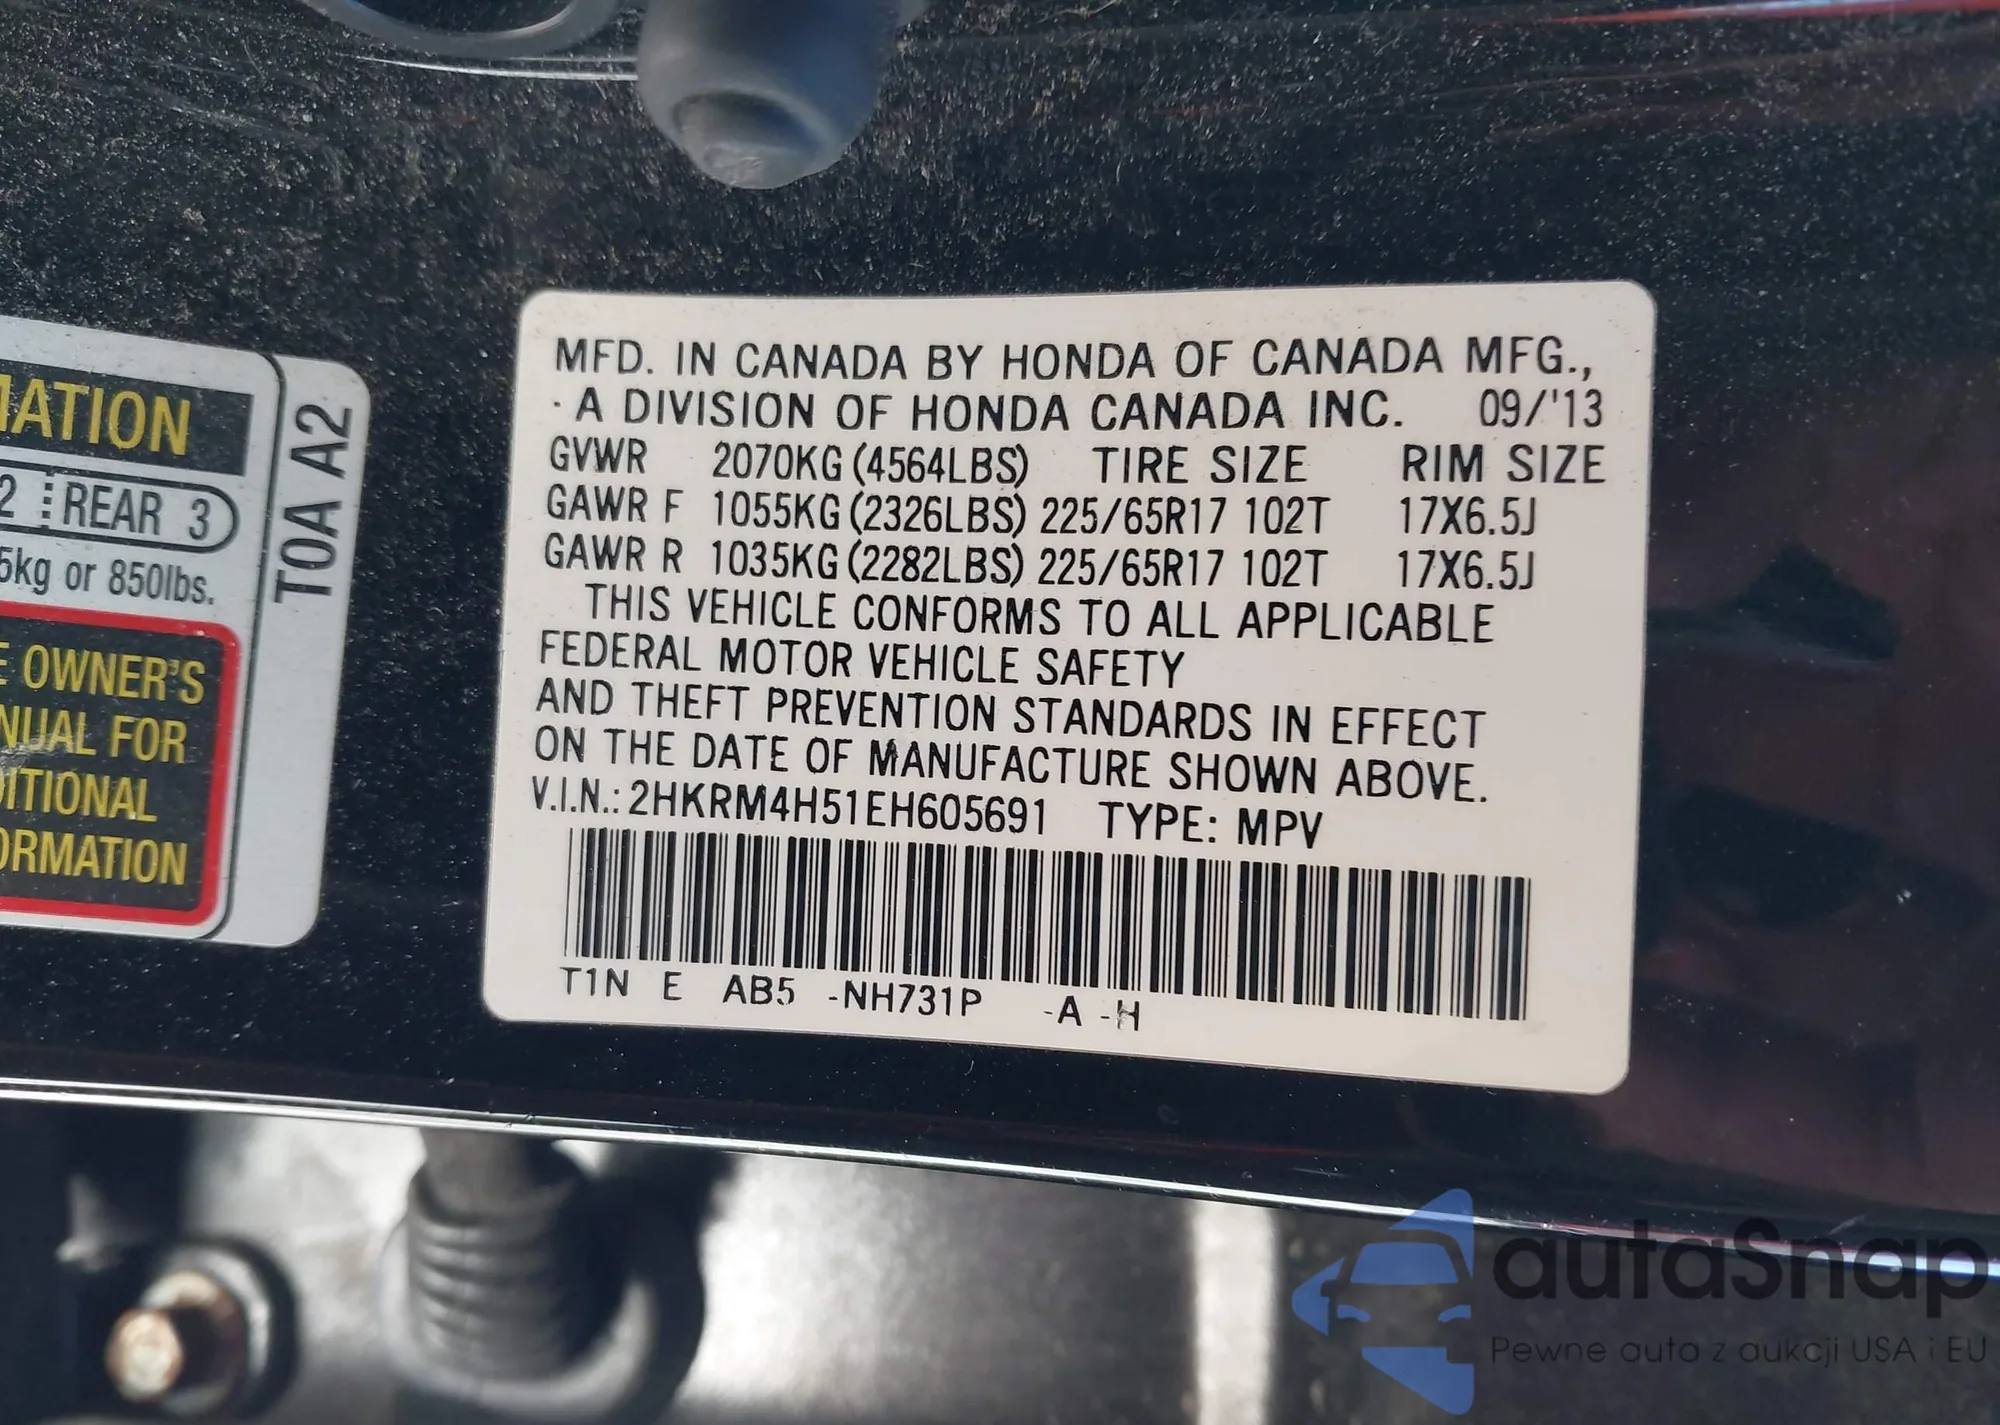 MATION
2 REAR 3
5kg or 850lbs.
T0A A2
E OWNER'S
NUAL FOR
DITIONAL
ORMATION
MFD. IN CANADA BY HONDA OF CANADA MFG.,
· A DIVISION OF HONDA CANADA INC. 09/'13
GVWR 2070KG (4564LBS) TIRE SIZE RIM SIZE
GAWR F 1055KG (2326LBS) 225/65R17 102T 17X6.5J
GAWR R 1035KG (2282LBS) 225/65R17 102T 17X6.5J
THIS VEHICLE CONFORMS TO ALL APPLICABLE
FEDERAL MOTOR VEHICLE SAFETY
AND THEFT PREVENTION STANDARDS IN EFFECT
ON THE DATE OF MANUFACTURE SHOWN ABOVE.
V.I.N.: 2HKRM4H51EH605691 TYPE: MPV
T1N E AB5 -NH731P -A -H
autaSnap
Pewne auta z aukcji USA i EU